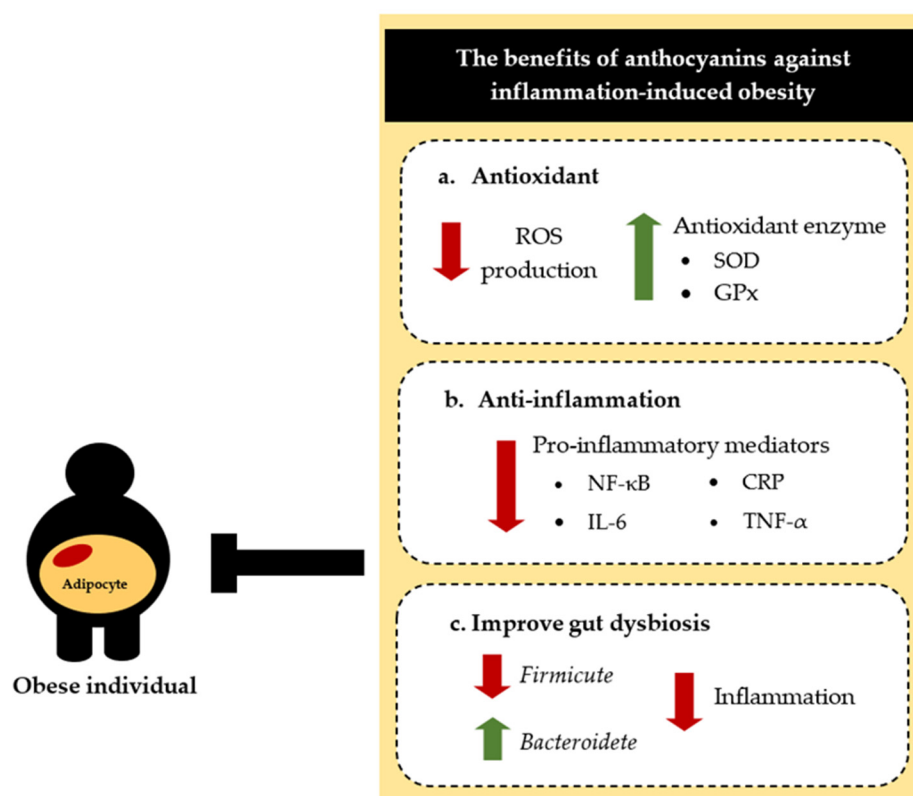 The benefits of anthocyanins against
inflammation-induced obesity
a. Antioxidant
ROS
production
Antioxidant enzyme
• SOD
• GPx
b. Anti-inflammation
Pro-inflammatory mediators
• NF-κB
• CRP
• IL-6
• TNF-α
c. Improve gut dysbiosis
Firmicute
Inflammation
Bacteroidete
Adipocyte
Obese individual